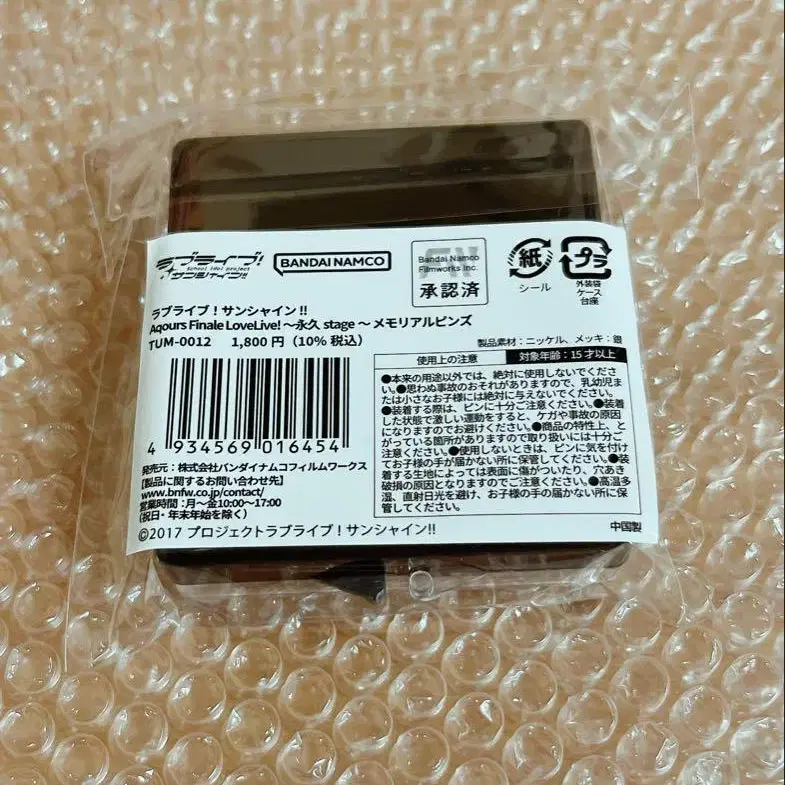 ラブライブ!
School idol project
サンシャイン!!
BANDAI NAMCO
Bandai Namco
Filmworks Inc.
承認済
紙
シール
プラ
外装袋
ケース
台座
ラブライブ!サンシャイン!!
Aqours Finale LoveLive! ~永久 stage ~ メモリアルピンズ
TUM-0012 1,800円(10%税込)
4 934569 016454
発売元:株式会社バンダイナムコフィルムワークス
【製品に関するお問い合わせ先】
www.bnfw.co.jp/contact/
営業時間:月~金10:00~17:00
(祝日・年末年始を除く)
©2017 プロジェクトラブライブ!サンシャイン!!
製品素材:ニッケル、メッキ:銀
使用上の注意 対象年齢:15才以上
●本来の用途以外では、絶対に使用しないでくださ
い。●思わぬ事故のおそれがありますので、乳幼児ま
たは小さなお子様には絶対に与えないでください。
●装着する際は、ピンに十分ご注意ください。●装着
した状態で激しい運動をすると、ケガや事故の原因
になりますのでお避けください。●商品の特性上、と
がっている箇所がありますので取り扱いには十分ご
注意ください。●使用しないときは、ピンに気を付け
てお子様の手が届かない所に保管してください。●装
着する生地によっては表面に傷がついたり、穴あき
破損の原因となりますのでご注意ください。●高温多
湿、直射日光を避け、お子様の手の届かない所に保
管してください。
中国製